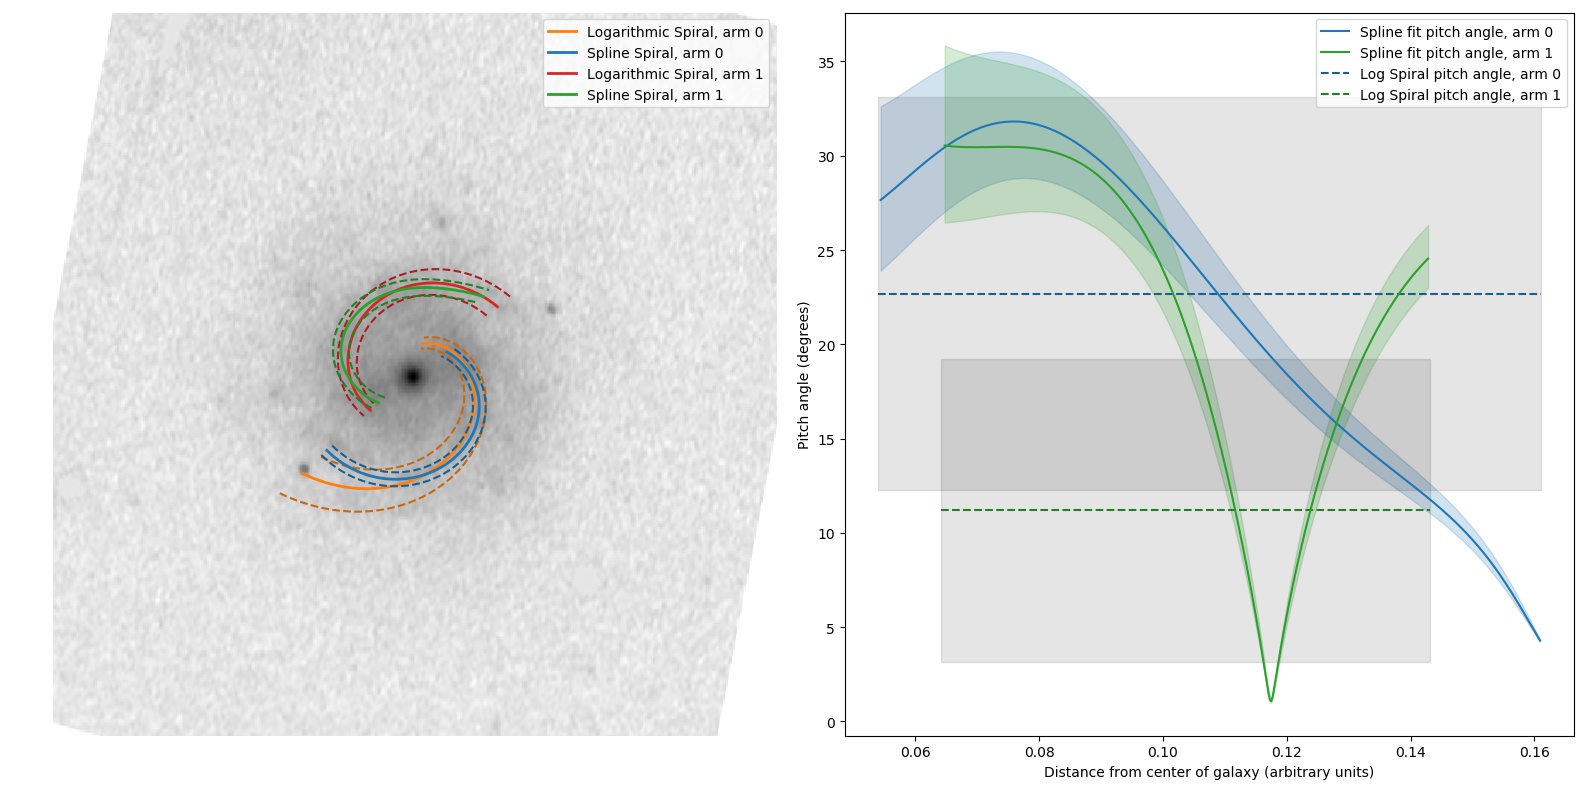 Logarithmic Spiral, arm 0
Spline Spiral, arm 0
Logarithmic Spiral, arm 1
Spline Spiral, arm 1
Spline fit pitch angle, arm 0
Spline fit pitch angle, arm 1
Log Spiral pitch angle, arm 0
Log Spiral pitch angle, arm 1
Pitch angle (degrees)
35
30
25
20
15
10
5
0
0.06 0.08 0.10 0.12 0.14 0.16
Distance from center of galaxy (arbitrary units)